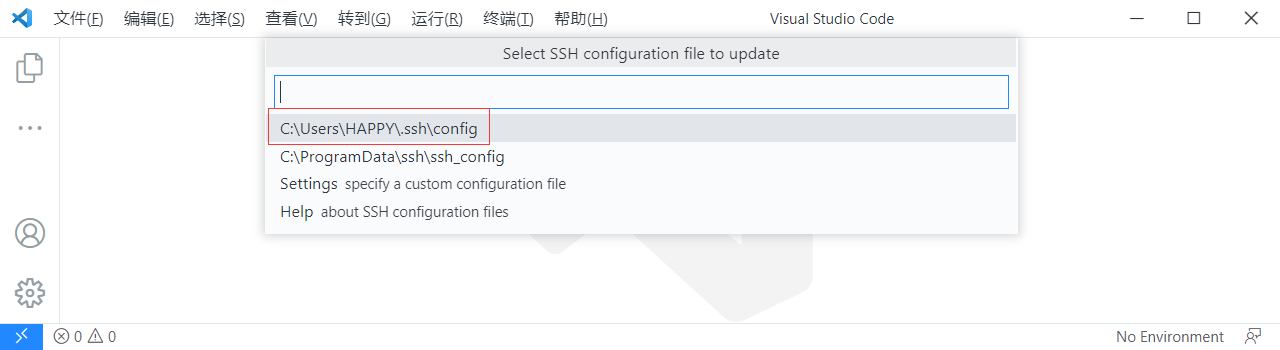 文件(F) 编辑(E) 选择(S) 查看(V) 转到(G) 运行(R) 终端(T) 帮助(H) Visual Studio Code
Select SSH configuration file to update
C:\Users\HAPPY\.ssh\config
C:\ProgramData\ssh\ssh_config
Settings specify a custom configuration file
Help about SSH configuration files
0 0 No Environment